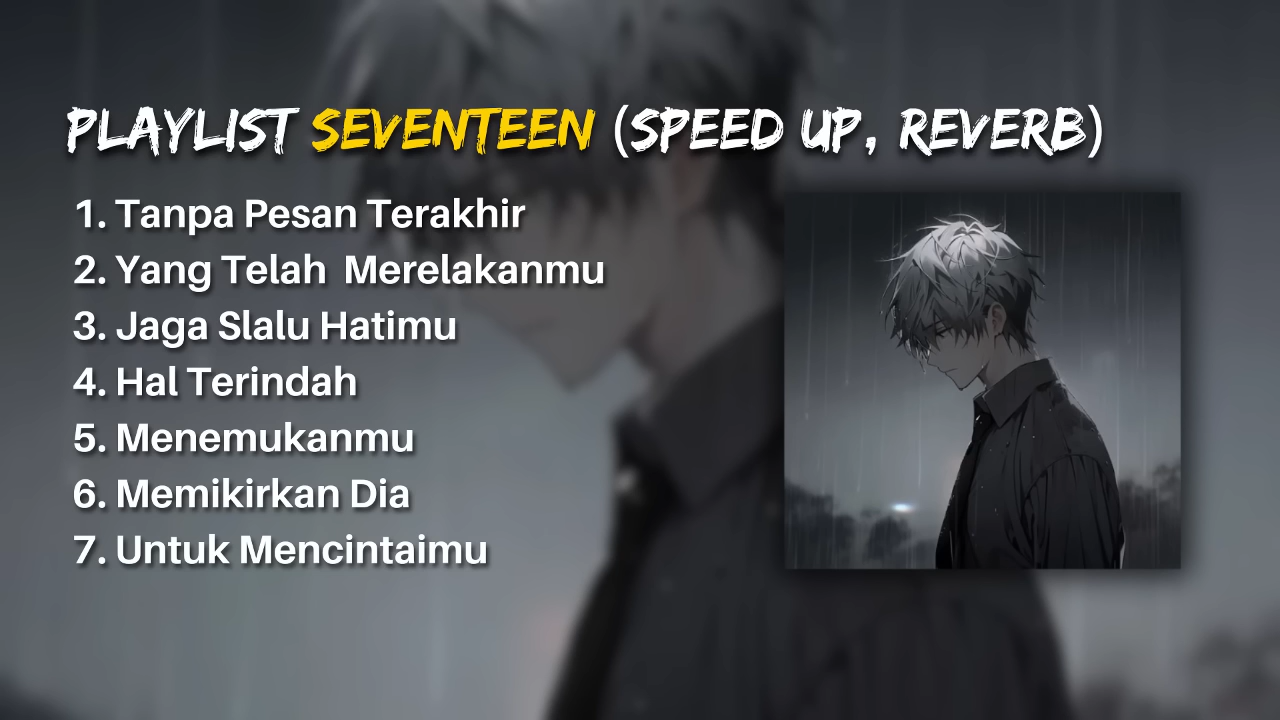 PLAYLIST SEVENTEEN (SPEED UP, REVERB)
1. Tanpa Pesan Terakhir
2. Yang Telah Merelakanmu
3. Jaga Slalu Hatimu
4. Hal Terindah
5. Menemukanmu
6. Memikirkan Dia
7. Untuk Mencintaimu